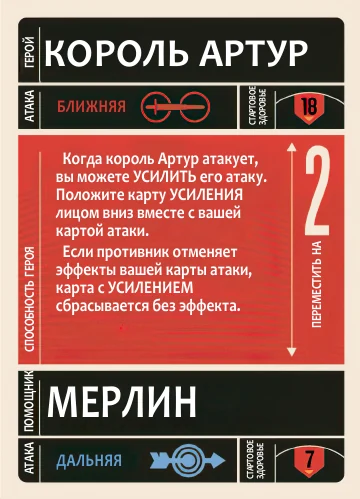 ГЕРОЙ
КОРОЛЬ АРТУР
АТАКА
БЛИЖНЯЯ
СТАРТОВОЕ
ЗДОРОВЬЕ
18
СПОСОБНОСТЬ ГЕРОЯ
Когда король Артур атакует,
вы можете УСИЛИТЬ его атаку.
Положите карту УСИЛЕНИЯ
лицом вниз вместе с вашей
картой атаки.
Если противник отменяет
эффекты вашей карты атаки,
карта с УСИЛЕНИЕМ
сбрасывается без эффекта.
ПЕРЕМЕСТИТЬ НА
2
ПОМОЩНИК
МЕРЛИН
АТАКА
ДАЛЬНЯЯ
СТАРТОВОЕ
ЗДОРОВЬЕ
7